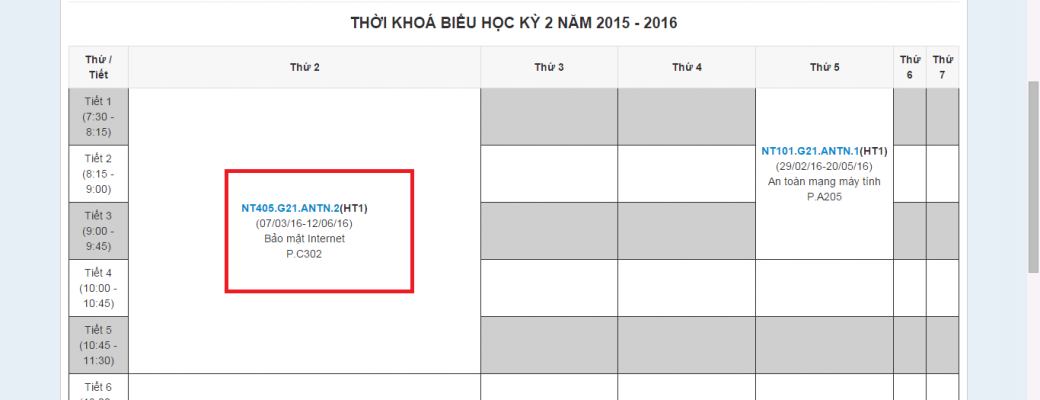 THỜI KHOÁ BIỂU HỌC KỲ 2 NĂM 2015 - 2016
Thứ /
Tiết
Thứ 2
Thứ 3
Thứ 4
Thứ 5
Thứ
6
Thứ
7
Tiết 1
(7:30 -
8:15)
Tiết 2
(8:15 -
9:00)
Tiết 3
(9:00 -
9:45)
Tiết 4
(10:00 -
10:45)
Tiết 5
(10:45 -
11:30)
Tiết 6
NT405.G21.ANTN.2(HT1)
(07/03/16-12/06/16)
Bảo mật Internet
P.C302
NT101.G21.ANTN.1(HT1)
(29/02/16-20/05/16)
An toàn mạng máy tính
P.A205